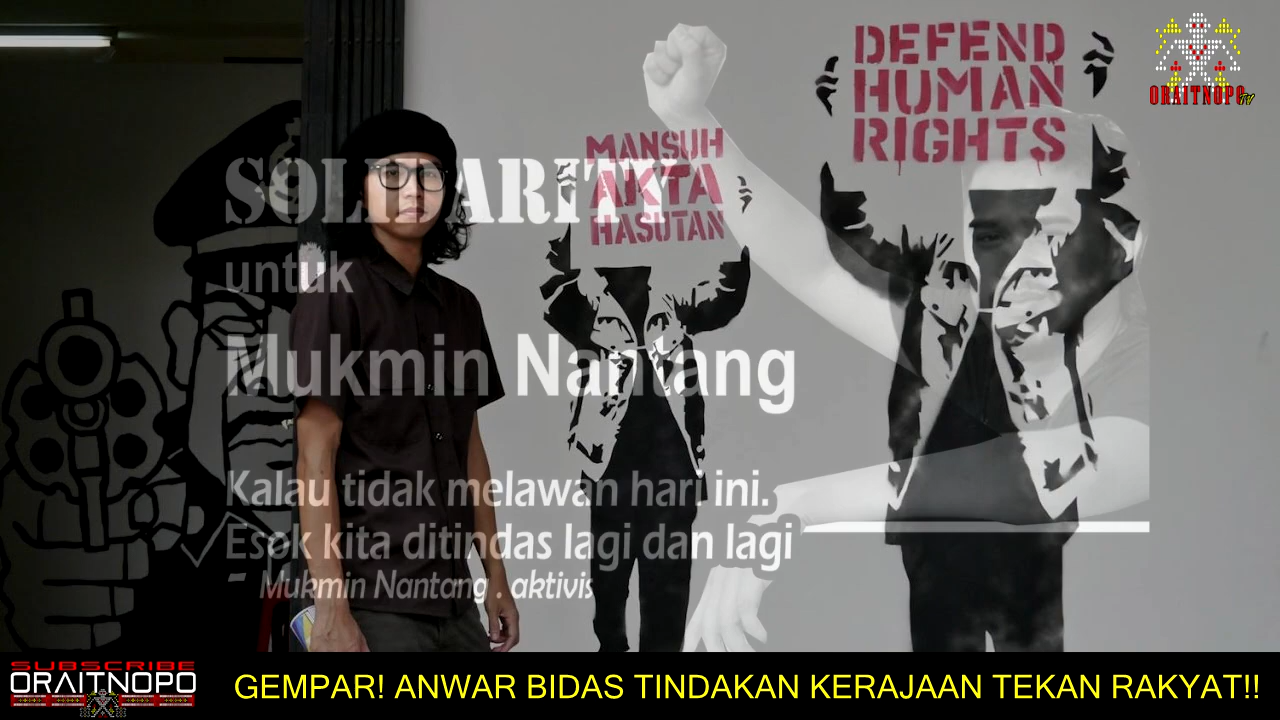 DEFEND
HUMAN
RIGHTS
ORAITNOPO TV
MANSUH
AKTA
HASUTAN
SOLIDARITY
untuk
Mukmin Nantang
Kalau tidak melawan hari ini.
Esok kita ditindas lagi dan lagi
Mukmin Nantang . aktivis
SUBSCRIBE
ORAITNOPO
GEMPAR! ANWAR BIDAS TINDAKAN KERAJAAN TEKAN RAKYAT!!